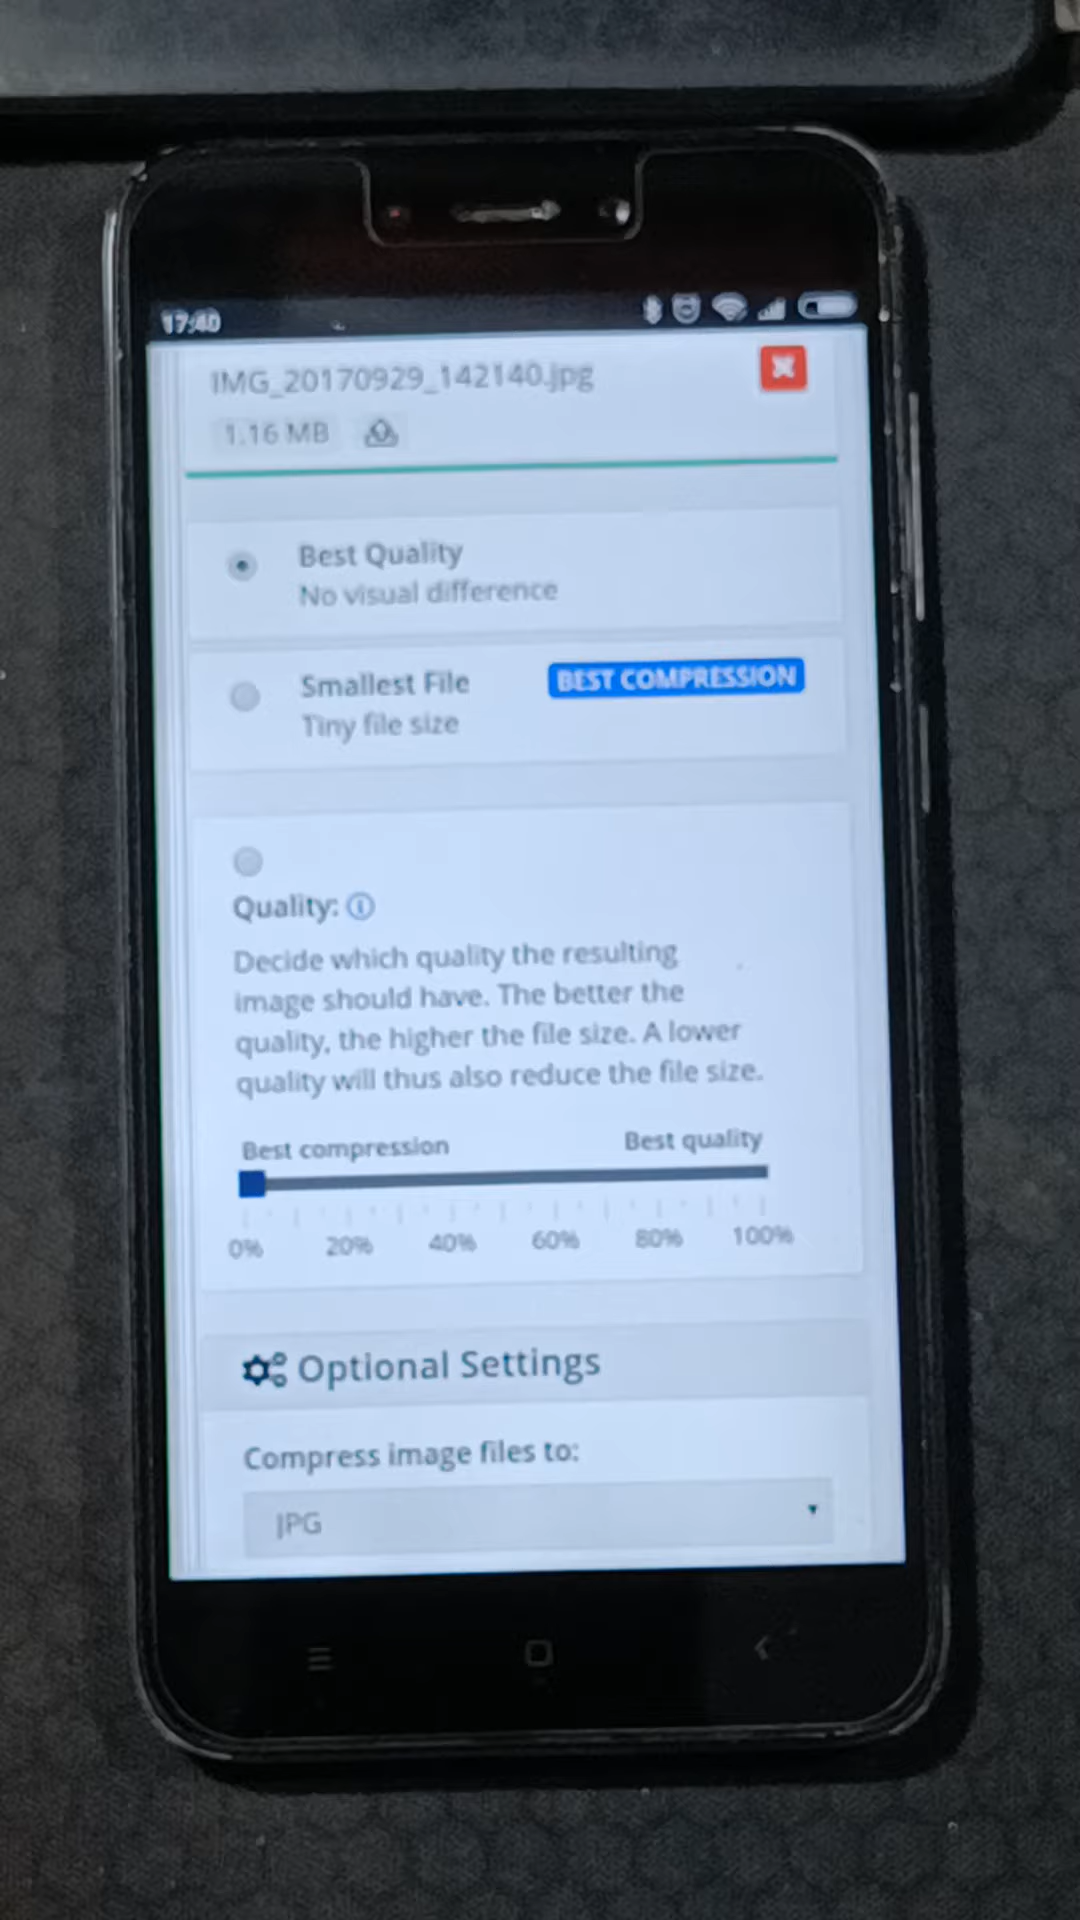 17:40
IMG_20170929_142140.jpg
1.16 MB
Best Quality
No visual difference
Smallest File
BEST COMPRESSION
Tiny file size
Quality:
Decide which quality the resulting
image should have. The better the
quality, the higher the file size. A lower
quality will thus also reduce the file size.
Best compression Best quality
0% 20% 40% 60% 80% 100%
Optional Settings
Compress image files to:
JPG